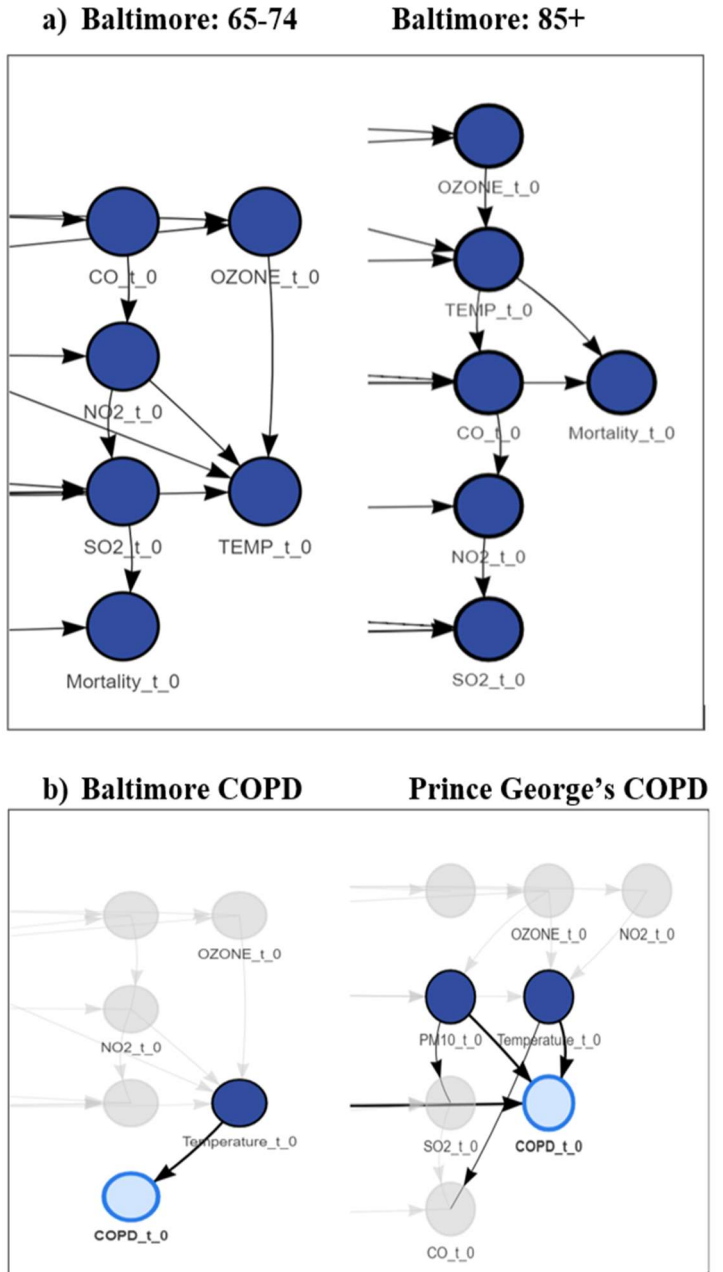 a) Baltimore: 65-74 Baltimore: 85+
OZONE_t_0
CO_t_0 OZONE_t_0
TEMP_t_0
NO2_t_0
CO_t_0 Mortality_t_0
SO2_t_0 TEMP_t_0
NO2_t_0
Mortality_t_0 SO2_t_0
b) Baltimore COPD Prince George's COPD
OZONE_t_0 NO2_t_0
OZONE_t_0
NO2_t_0 PM10_t_0 Temperature_t_0
Temperature_t_0 SO2_t_0 COPD_t_0
COPD_t_0
CO_t_0